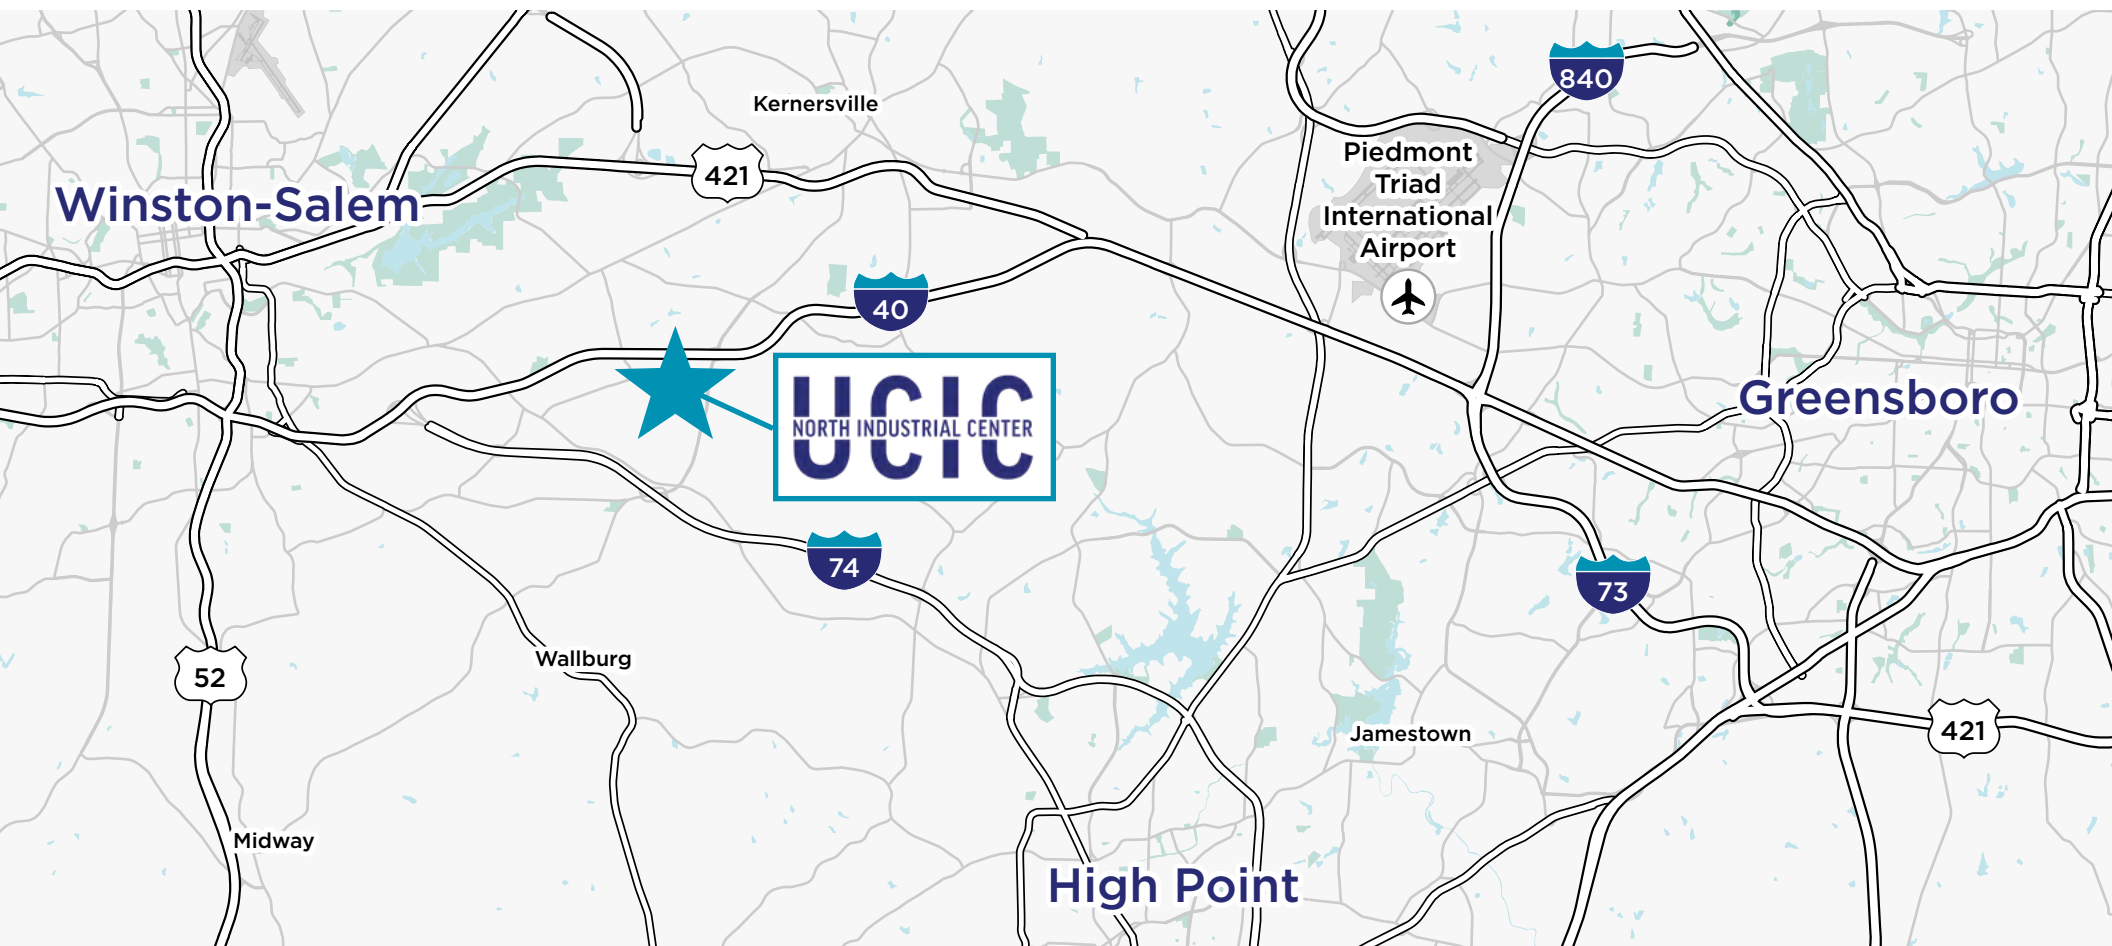 840
Kernersville
Piedmont
Triad
International
Airport
421
Winston-Salem
40
UCIC
NORTH INDUSTRIAL CENTER
Greensboro
74
73
Wallburg
52
421
Jamestown
Midway
High Point